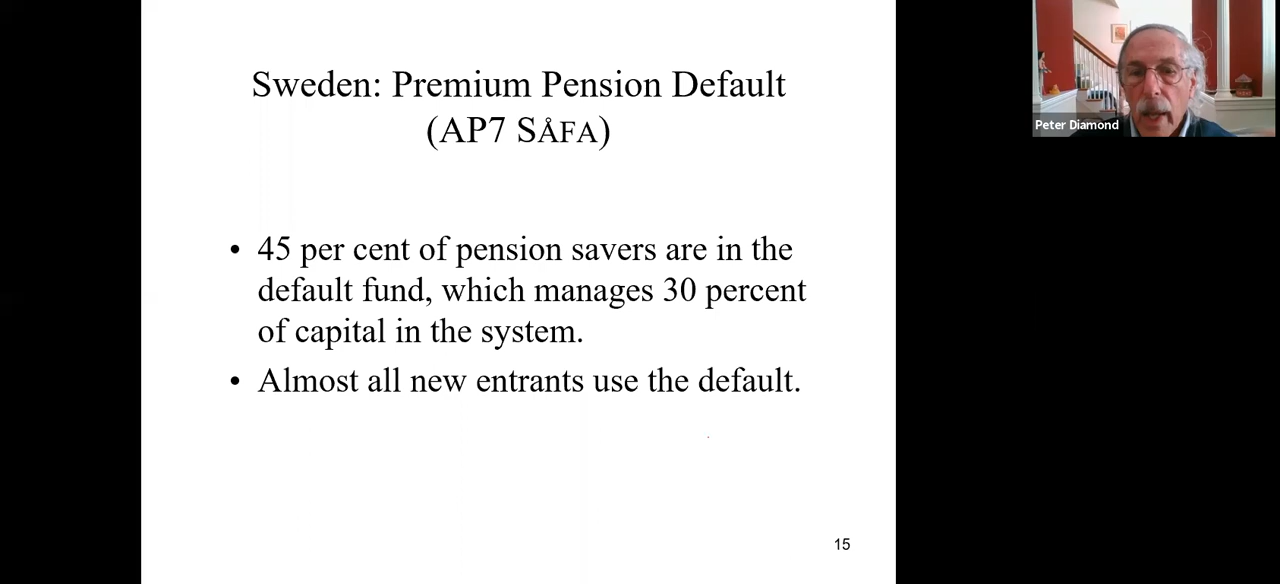 Sweden: Premium Pension Default
(AP7 SÅFA)
• 45 per cent of pension savers are in the
default fund, which manages 30 percent
of capital in the system.
• Almost all new entrants use the default.
15
Peter Diamond